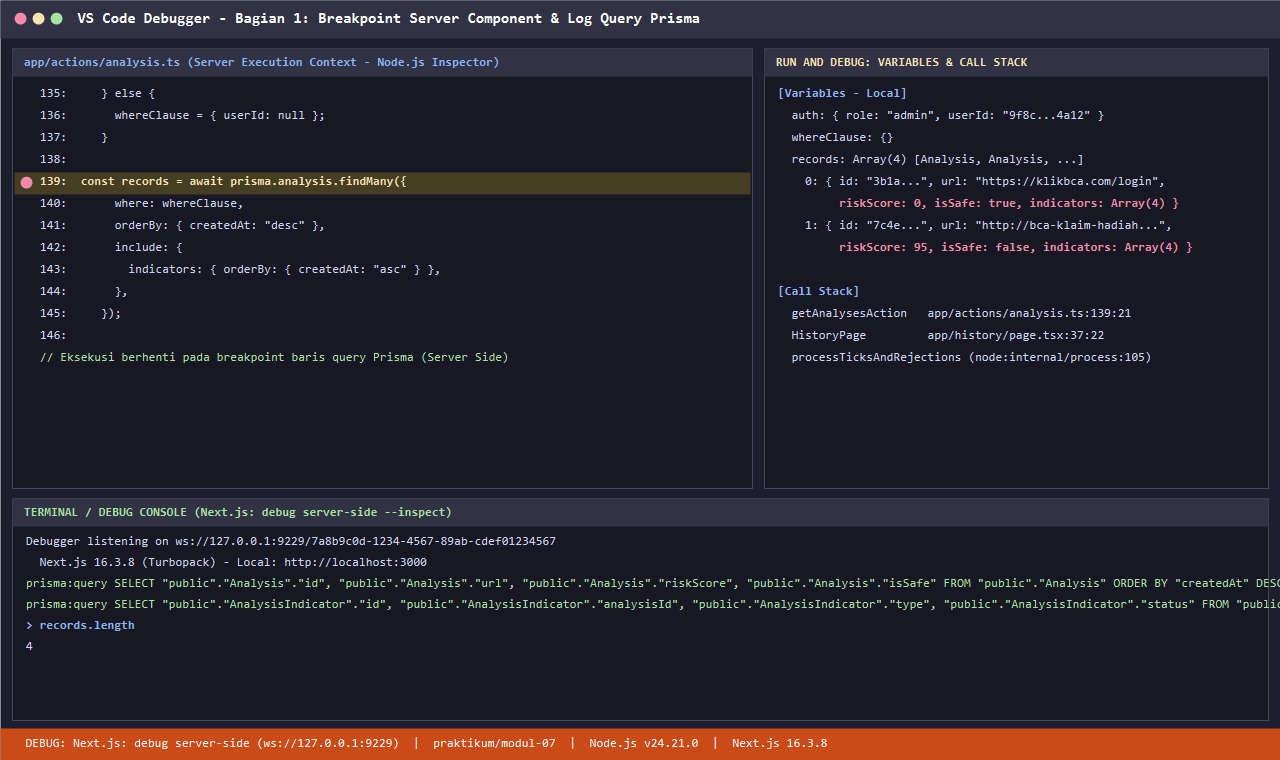 VS Code Debugger - Bagian 1: Breakpoint Server Component & Log Query Prisma
app/actions/analysis.ts (Server Execution Context - Node.js Inspector)
135: } else {
136: whereClause = { userId: null };
137: }
138:
139: const records = await prisma.analysis.findMany({
140: where: whereClause,
141: orderBy: { createdAt: "desc" },
142: include: {
143: indicators: { orderBy: { createdAt: "asc" } },
144: },
145: });
146:
// Eksekusi berhenti pada breakpoint baris query Prisma (Server Side)
RUN AND DEBUG: VARIABLES & CALL STACK
[Variables - Local]
auth: { role: "admin", userId: "9f8c...4a12" }
whereClause: {}
records: Array(4) [Analysis, Analysis, ...]
0: { id: "3b1a...", url: "https://klikbca.com/login",
riskScore: 0, isSafe: true, indicators: Array(4) }
1: { id: "7c4e...", url: "http://bca-klaim-hadiah...",
riskScore: 95, isSafe: false, indicators: Array(4) }
[Call Stack]
getAnalysesAction app/actions/analysis.ts:139:21
HistoryPage app/history/page.tsx:37:22
processTicksAndRejections (node:internal/process:105)
TERMINAL / DEBUG CONSOLE (Next.js: debug server-side --inspect)
Debugger listening on ws://127.0.0.1:9229/7a8b9c0d-1234-4567-89ab-cdef01234567
Next.js 16.3.8 (Turbopack) - Local: http://localhost:3000
prisma:query SELECT "public"."Analysis"."id", "public"."Analysis"."url", "public"."Analysis"."riskScore", "public"."Analysis"."isSafe" FROM "public"."Analysis" ORDER BY "createdAt" DESC
prisma:query SELECT "public"."AnalysisIndicator"."id", "public"."AnalysisIndicator"."analysisId", "public"."AnalysisIndicator"."type", "public"."AnalysisIndicator"."status" FROM "public
> records.length
4
DEBUG: Next.js: debug server-side (ws://127.0.0.1:9229) | praktikum/modul-07 | Node.js v24.21.0 | Next.js 16.3.8